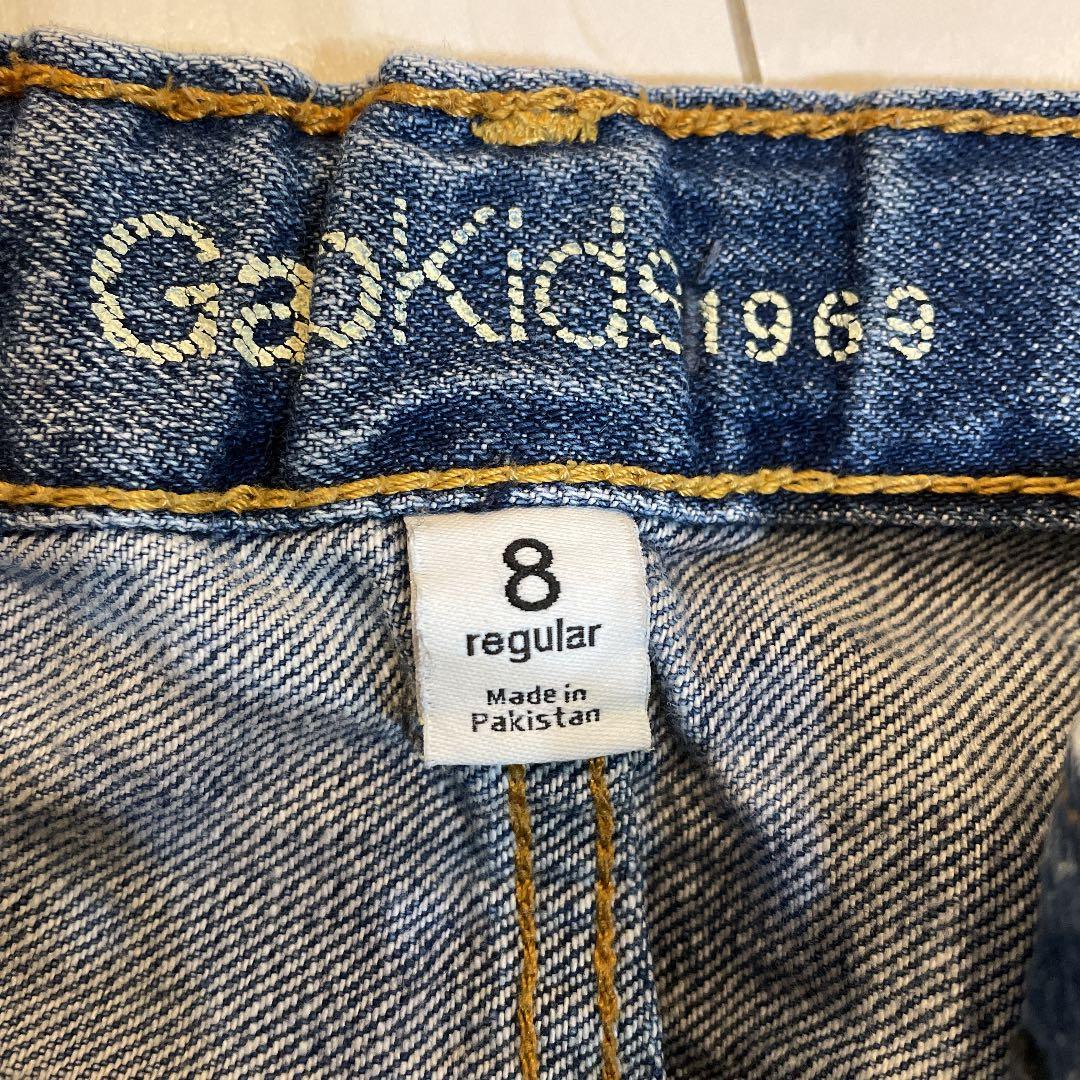 GapKids 1969
8
regular
Made in
Pakistan